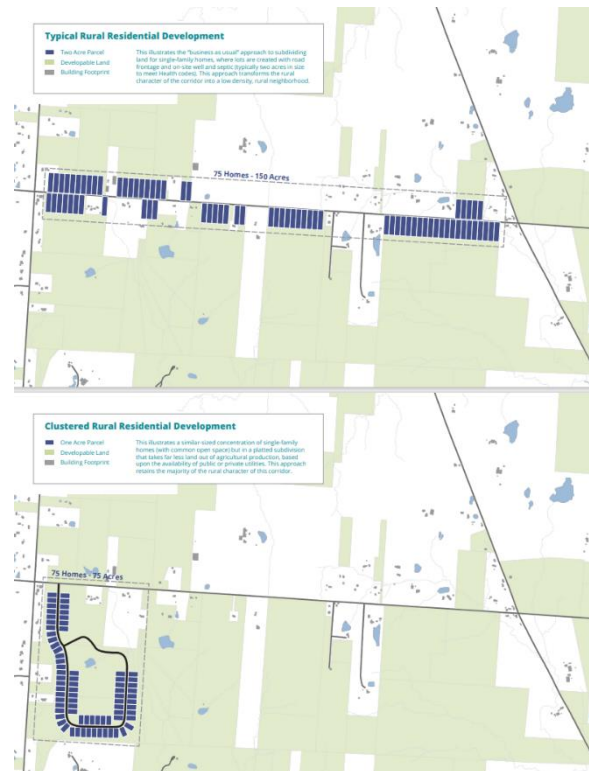 Typical Rural Residential Development
Two Acre Parcel
Developable Land
Building Footprint
This illustrates the "business as usual" approach to subdividing
land for single-family homes, where lots are created with road
frontage and on-site well and septic (typically two acres in size
to meet Health codes). This approach transforms the rural
character of the corridor into a low density, rural neighborhood.
75 Homes - 150 Acres
Clustered Rural Residential Development
One Acre Parcel
Developable Land
Building Footprint
This illustrates a similar sized concentration of single-family
homes (with common open space) but in a platted subdivision
that takes far less land out of agricultural production, based
upon the availability of public or private utilities. This approach
retains the majority of the rural character of this corridor.
75 Homes - 75 Acres